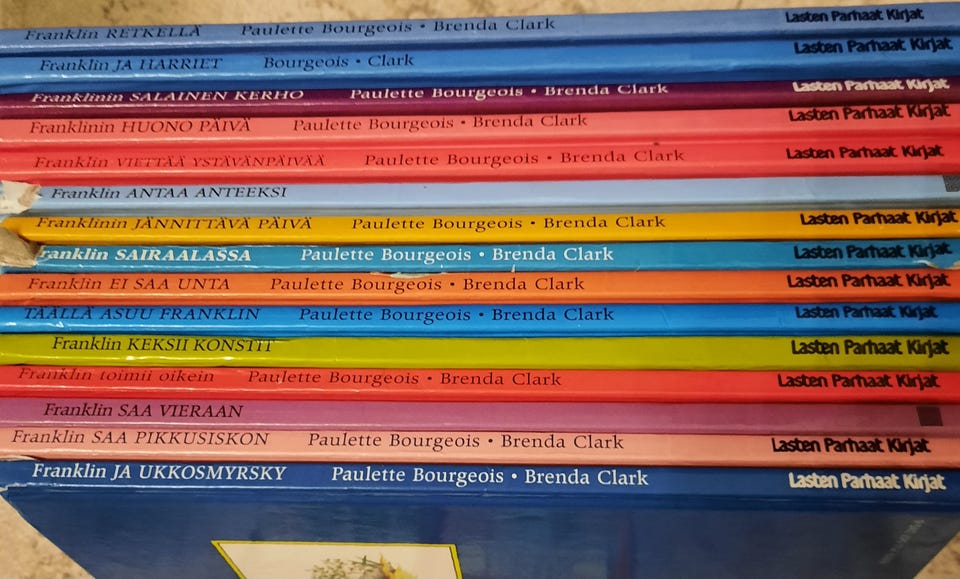 Franklin RETKELLÄ Paulette Bourgeois • Brenda Clark Lasten Parhaat Kirjat
Franklin JA HARRIET Bourgeois • Clark Lasten Parhaat Kirjat
Franklinin SALAINEN KERHO Paulette Bourgeois • Brenda Clark Lasten Parhaat Kirjat
Franklinin HUONO PÄIVÄ Paulette Bourgeois • Brenda Clark Lasten Parhaat Kirjat
Franklin VIETTÄÄ YSTÄVÄNPÄIVÄÄ Paulette Bourgeois • Brenda Clark Lasten Parhaat Kirjat
Franklin ANTAA ANTEEKSI
Franklinin JÄNNITTÄVÄ PÄIVÄ Paulette Bourgeois • Brenda Clark Lasten Parhaat Kirjat
Franklin SAIRAALASSA Paulette Bourgeois • Brenda Clark Lasten Parhaat Kirjat
Franklin EI SAA UNTA Paulette Bourgeois • Brenda Clark Lasten Parhaat Kirjat
TÄÄLLÄ ASUU FRANKLIN Paulette Bourgeois • Brenda Clark Lasten Parhaat Kirjat
Franklin KEKSII KONSTIT Lasten Parhaat Kirjat
Franklin toimii oikein Paulette Bourgeois • Brenda Clark Lasten Parhaat Kirjat
Franklin SAA VIERAAN
Franklin SAA PIKKUSISKON Paulette Bourgeois • Brenda Clark Lasten Parhaat Kirjat
Franklin JA UKKOSMYRSKY Paulette Bourgeois • Brenda Clark Lasten Parhaat Kirjat